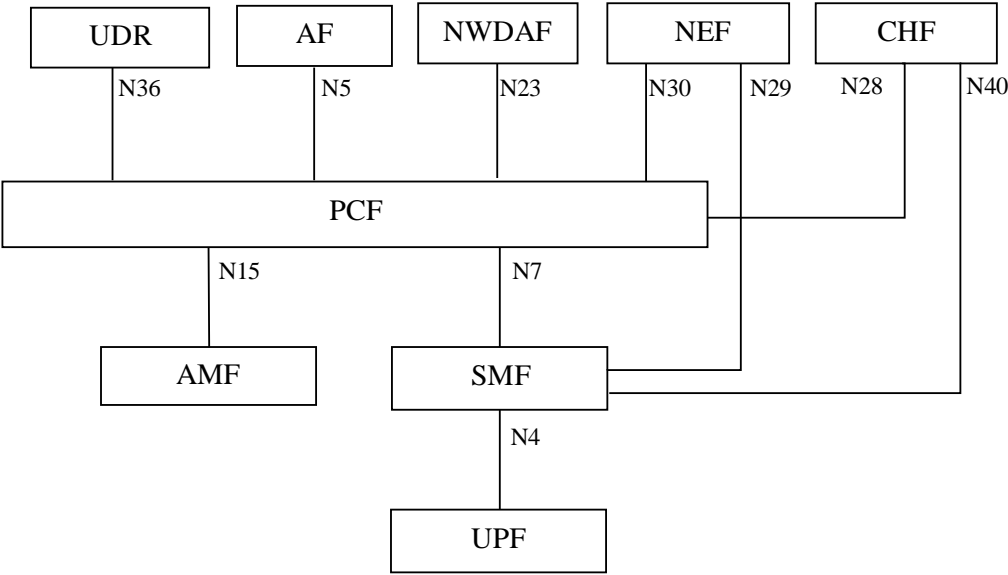 UDR
AF
NWDAF
NEF
CHF
N36
N5
N23
N30
N29
N28
N40
PCF
N15
N7
AMF
SMF
N4
UPF